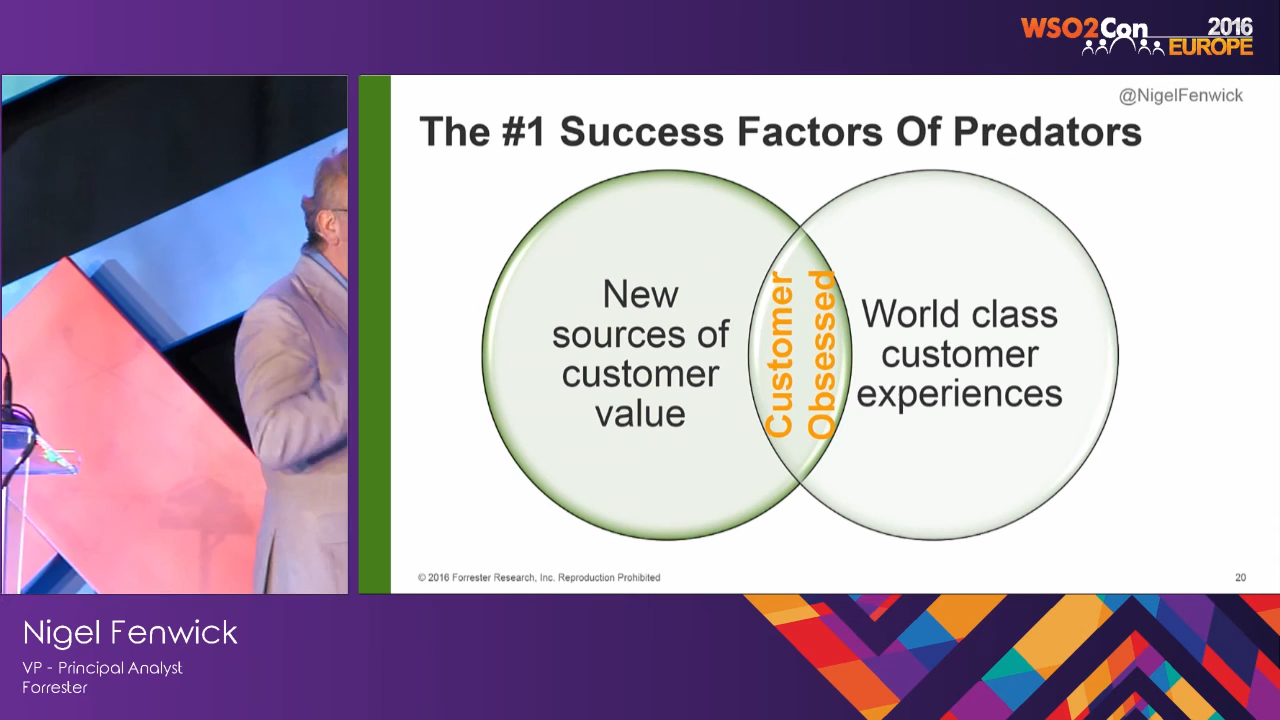 WSO2Con 2016
EUROPE
@NigelFenwick
The #1 Success Factors Of Predators
New
sources of
customer
value
Customer
Obsessed
World class
customer
experiences
© 2016 Forrester Research, Inc. Reproduction Prohibited
20
Nigel Fenwick
VP - Principal Analyst
Forrester